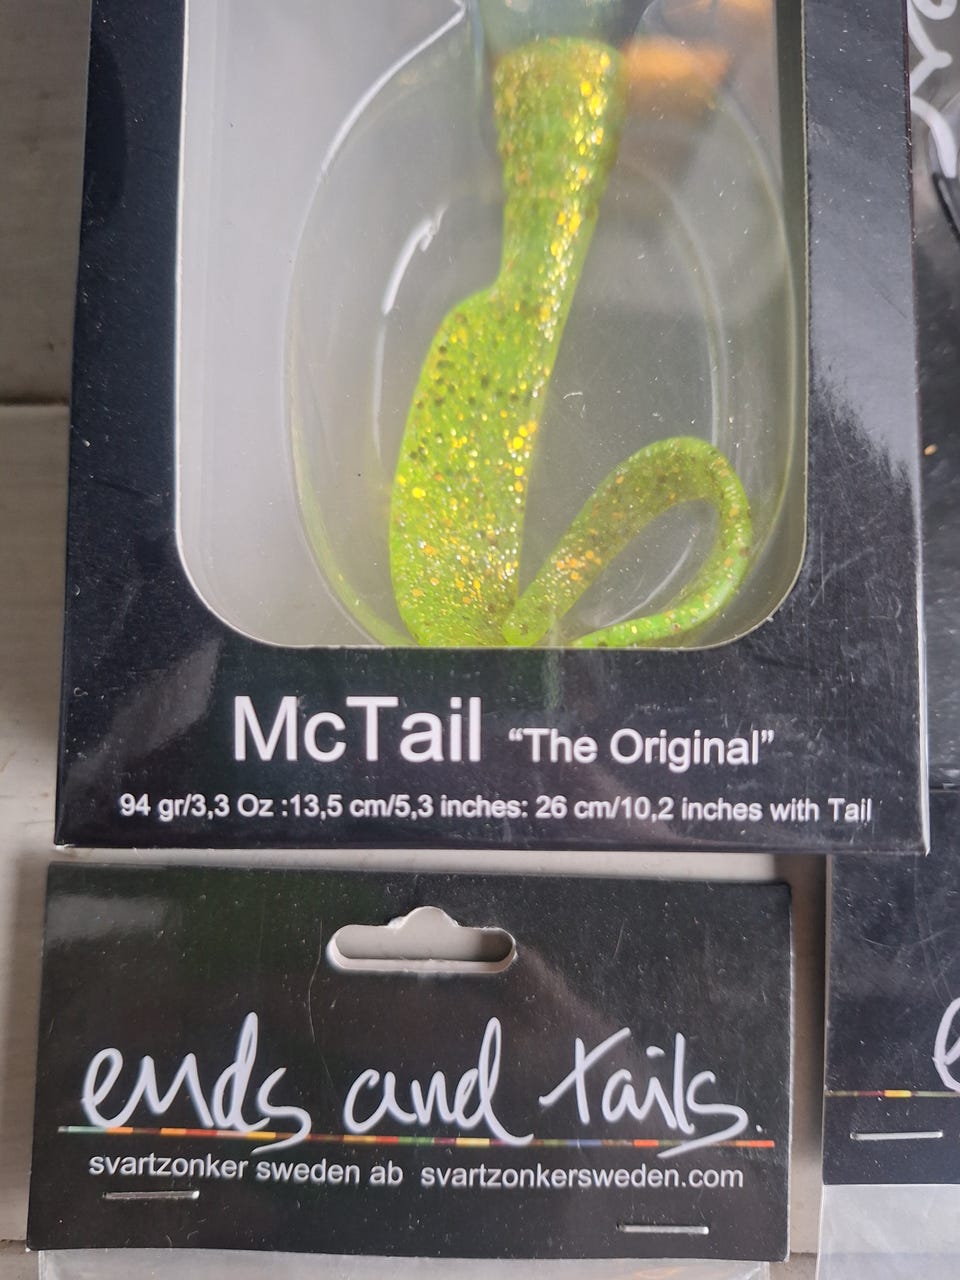 McTail “The Original”
94 gr/3,3 Oz :13,5 cm/5,3 inches: 26 cm/10,2 inches with Tail
ends and tails.
svartzonker sweden ab svartzonkersweden.com